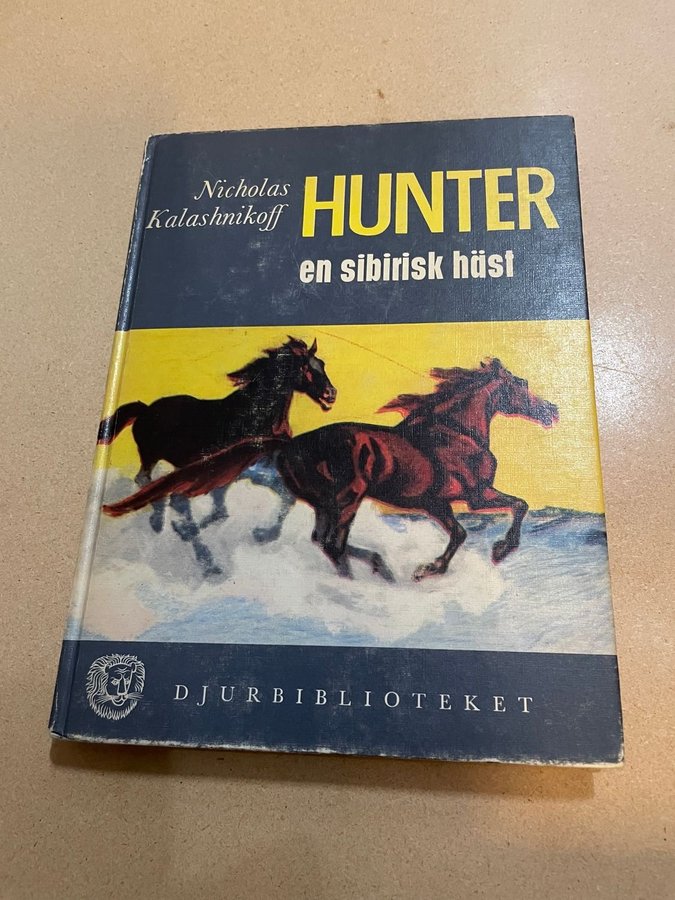 Nicholas
Kalashnikoff
HUNTER
en sibirisk häst
DJURBIBLIOTEKET